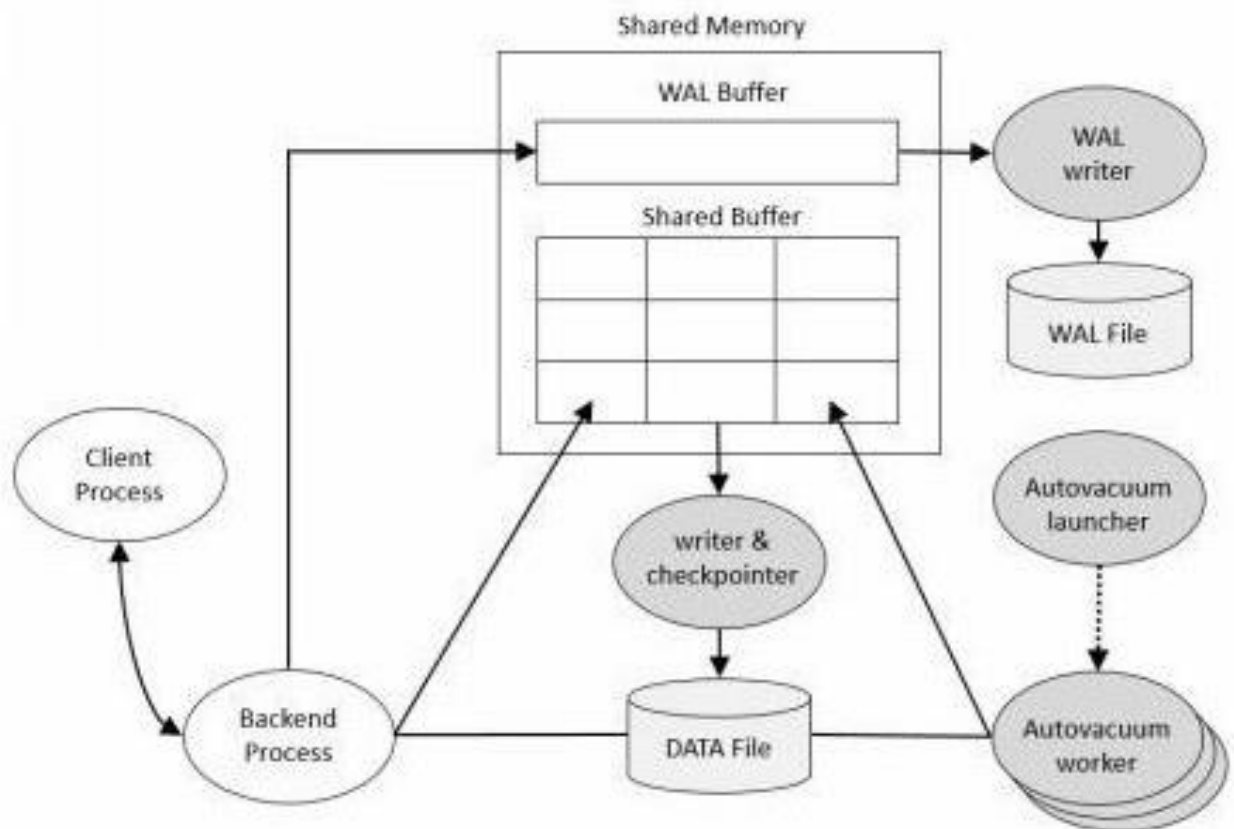 Shared Memory
WAL Buffer
WAL
writer
Shared Buffer
WAL File
Client
Process
Autovacuum
launcher
writer &
checkpointer
Backend
Process
DATA File
Autovacuum
worker